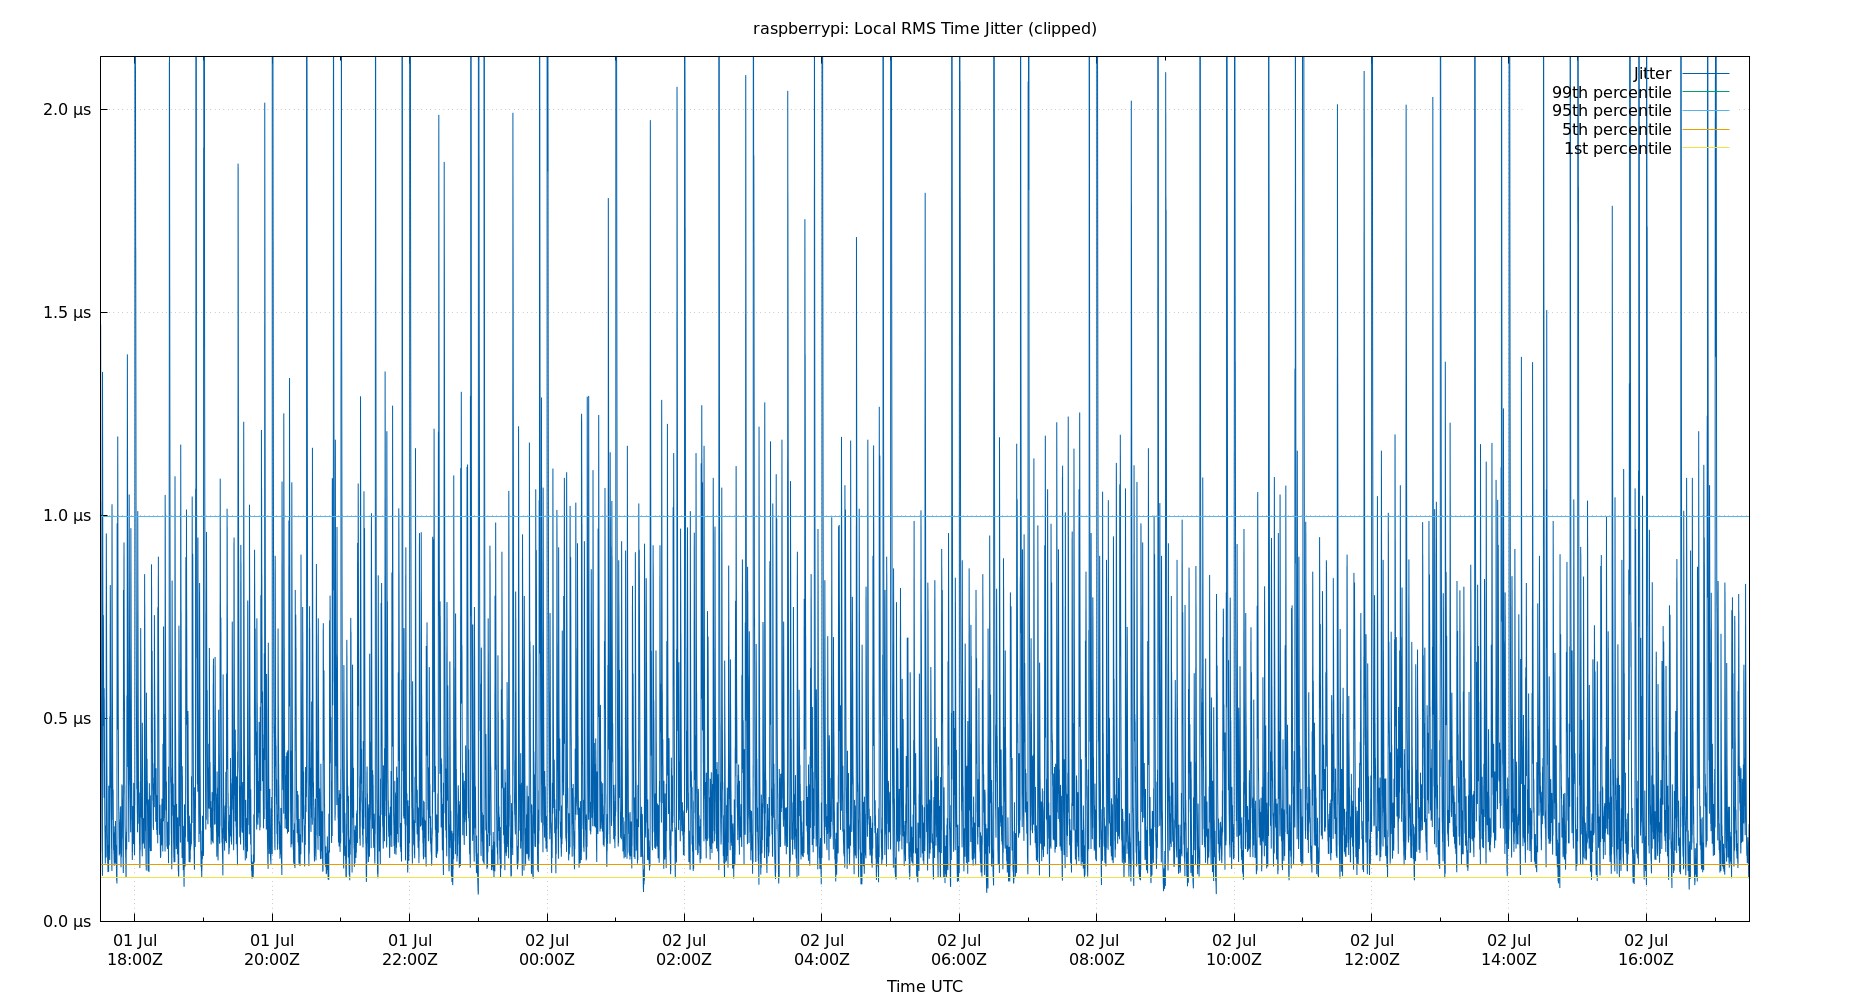 raspberrypi: Local RMS Time Jitter (clipped)
Jitter
99th percentile
95th percentile
5th percentile
1st percentile
2.0 µs
1.5 µs
1.0 µs
0.5 µs
0.0 µs
01 Jul 01 Jul 01 Jul 02 Jul 02 Jul 02 Jul 02 Jul 02 Jul 02 Jul 02 Jul 02 Jul 02 Jul
18:00Z 20:00Z 22:00Z 00:00Z 02:00Z 04:00Z 06:00Z 08:00Z 10:00Z 12:00Z 14:00Z 16:00Z
Time UTC